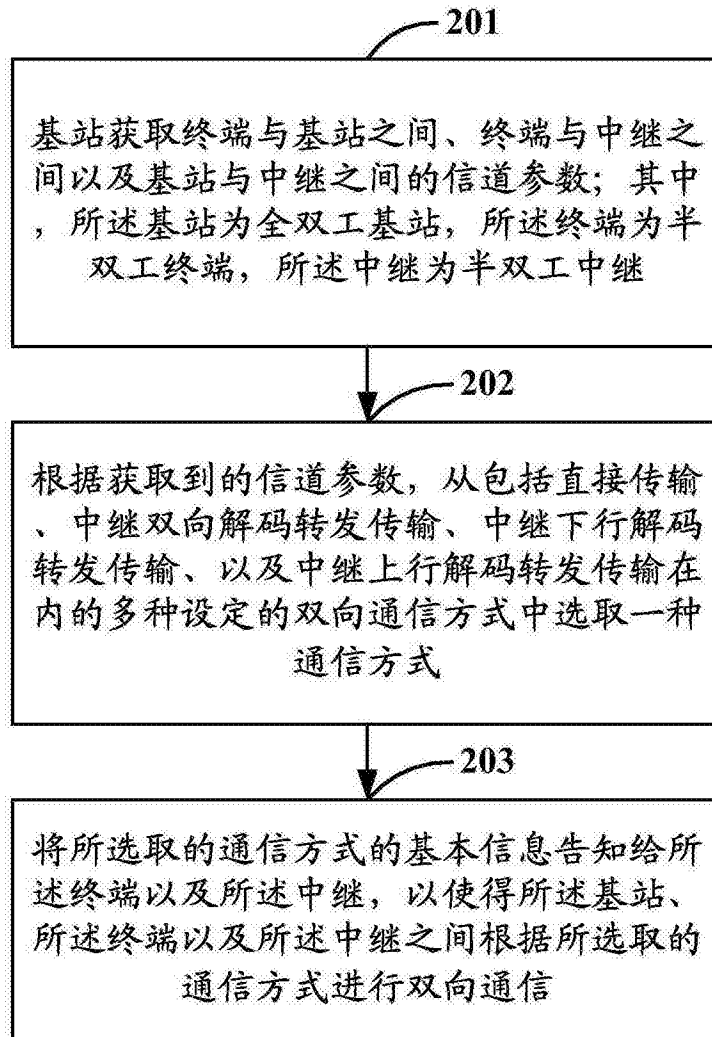 201
基站获取终端与基站之间、终端与中继之
间以及基站与中继之间的信道参数；其中
，所述基站为全双工基站，所述终端为半
双工终端，所述中继为半双工中继
202
根据获取到的信道参数，从包括直接传输
、中继双向解码转发传输、中继下行解码
转发传输、以及中继上行解码转发传输在
内的多种设定的双向通信方式中选取一种
通信方式
203
将所选取的通信方式的基本信息告知给所
述终端以及所述中继，以使得所述基站、
所述终端以及所述中继之间根据所选取的
通信方式进行双向通信